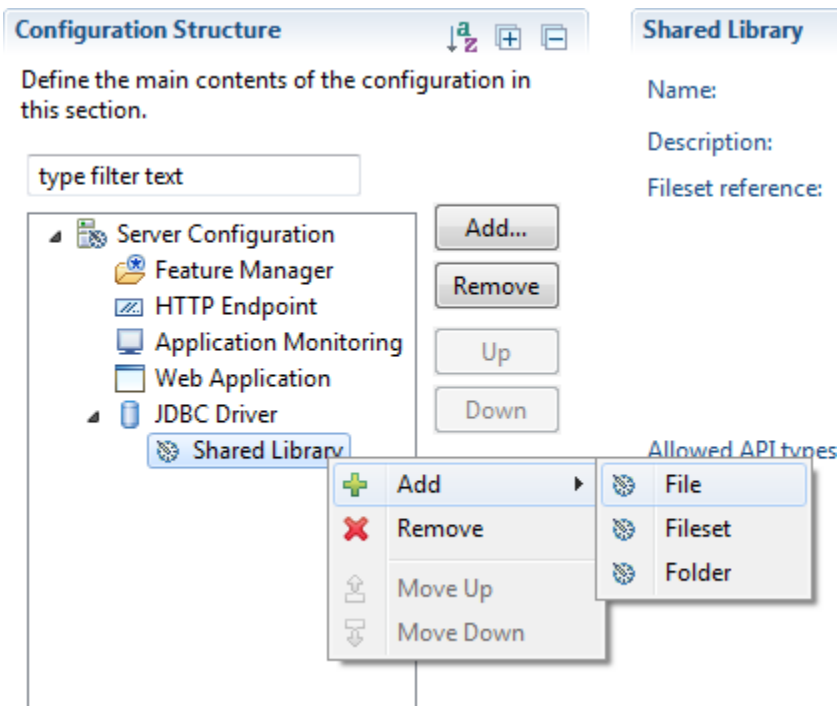 Configuration Structure
Define the main contents of the configuration in
this section.
type filter text
Server Configuration
Feature Manager
HTTP Endpoint
Application Monitoring
Web Application
JDBC Driver
Shared Library
Add...
Remove
Up
Down
Add
Remove
Move Up
Move Down
File
Fileset
Folder
Shared Library
Name:
Description:
Fileset reference:
Allowed API types